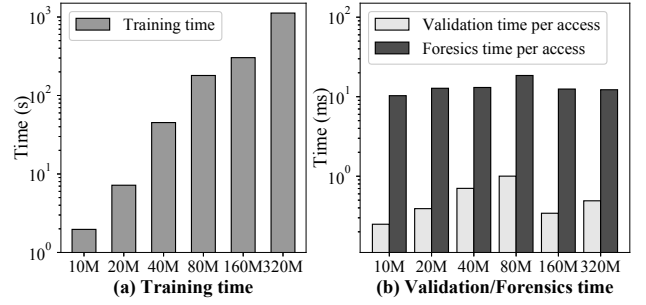 Training time
Time (s)
10³
10²
10¹
10⁰
10M 20M 40M 80M 160M 320M
(a) Training time
Validation time per access
Foresics time per access
Time (ms)
10²
10¹
10⁰
10M 20M 40M 80M 160M 320M
(b) Validation/Forensics time